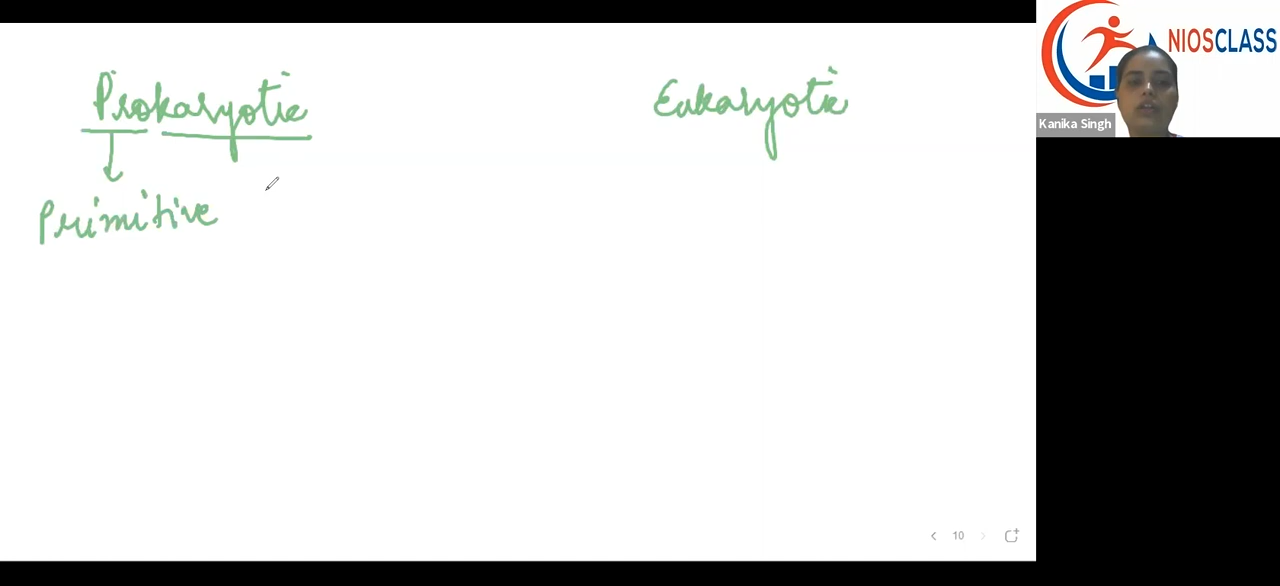 Prokaryotic
Eukaryotic
Primitive
NIOSCLASS
Kanika Singh
10